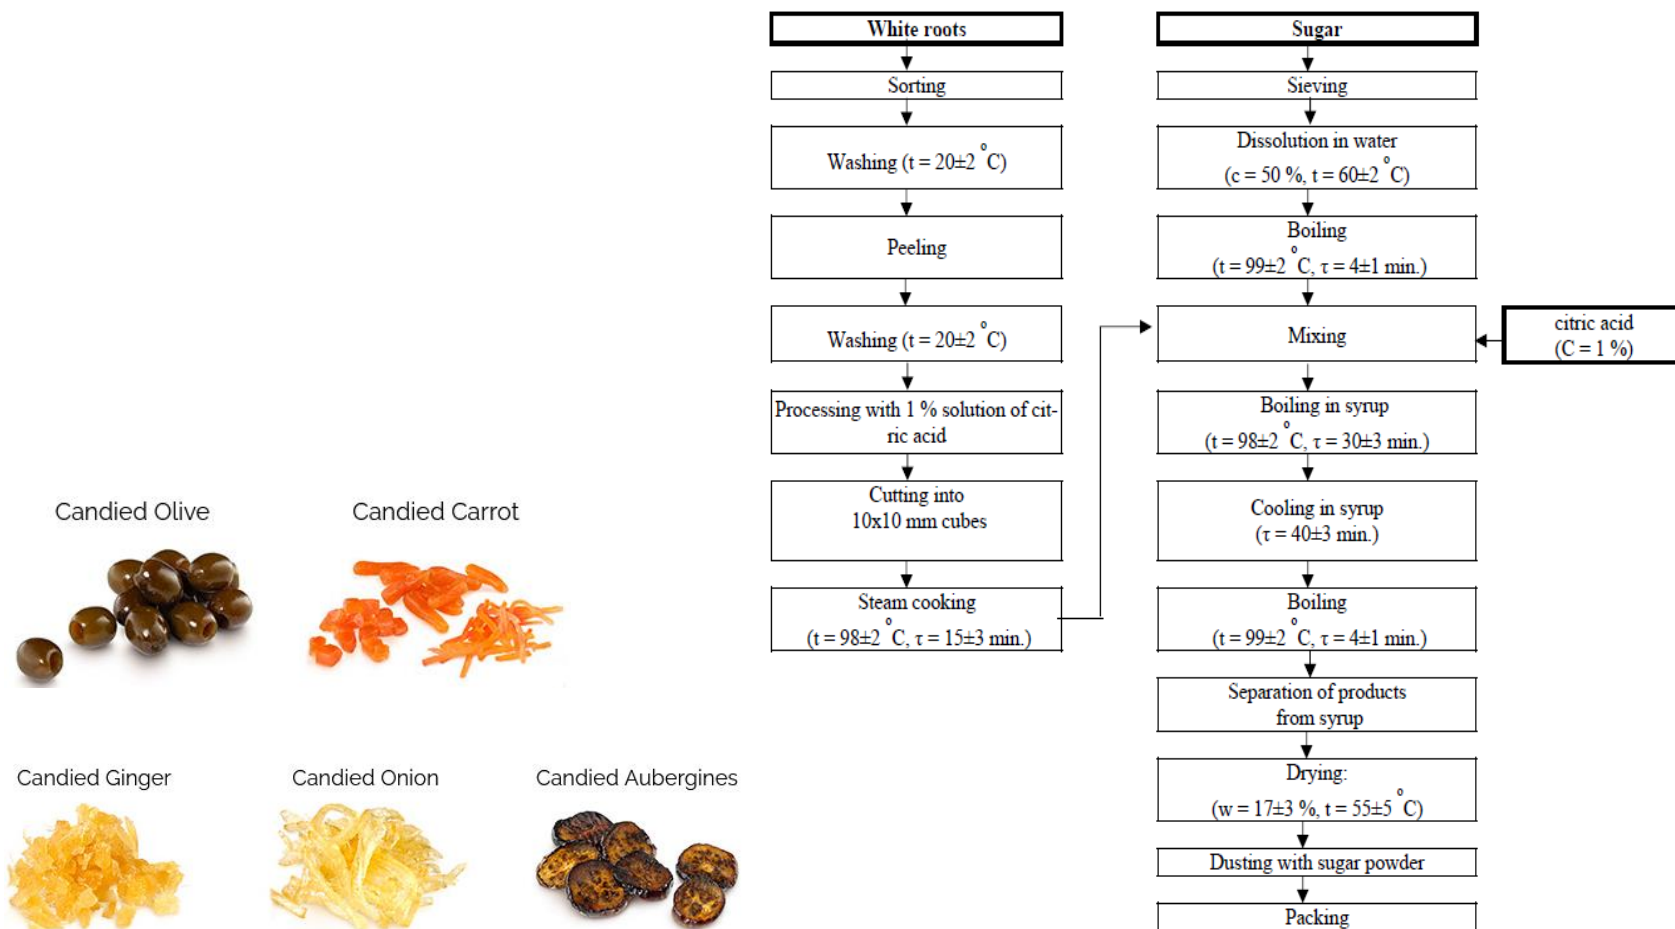 White roots
Sorting
Washing (t = 20±2 °C)
Peeling
Washing (t = 20±2 °C)
Processing with 1 % solution of cit-
ric acid
Cutting into
10x10 mm cubes
Steam cooking
(t = 98±2 °C, τ = 15±3 min.)
Sugar
Sieving
Dissolution in water
(c = 50 %, t = 60±2 °C)
Boiling
(t = 99±2 °C, τ = 4±1 min.)
Mixing
citric acid
(C = 1 %)
Boiling in syrup
(t = 98±2 °C, τ = 30±3 min.)
Cooling in syrup
(τ = 40±3 min.)
Boiling
(t = 99±2 °C, τ = 4±1 min.)
Separation of products
from syrup
Drying:
(w = 17±3 %, t = 55±5 °C)
Dusting with sugar powder
Packing
Candied Olive
Candied Carrot
Candied Ginger
Candied Onion
Candied Aubergines